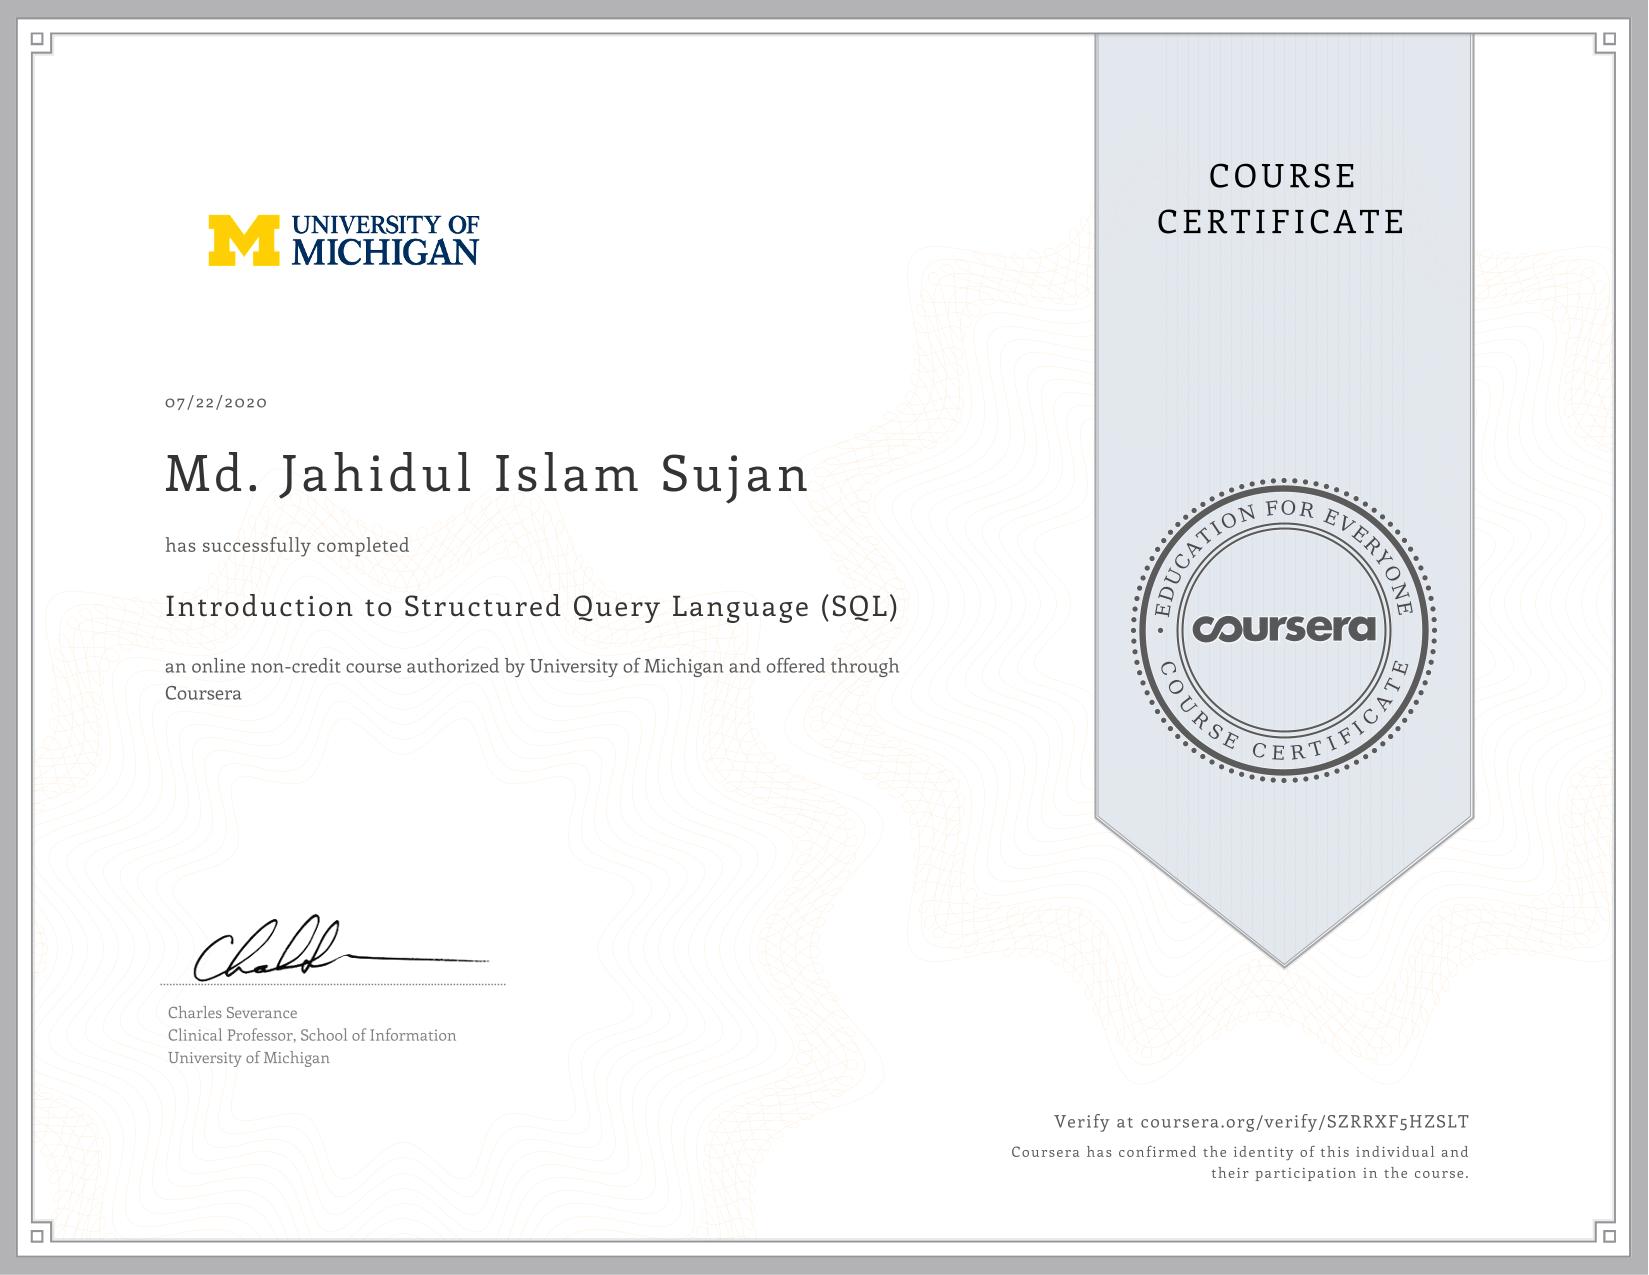 UNIVERSITY OF
MICHIGAN
07/22/2020
Md. Jahidul Islam Sujan
has successfully completed
Introduction to Structured Query Language (SQL)
an online non-credit course authorized by University of Michigan and offered through
Coursera
Charles Severance
Clinical Professor, School of Information
University of Michigan
COURSE
CERTIFICATE
• EDUCATION FOR EVERYONE
coursera
COURSE CERTIFICATE
Verify at coursera.org/verify/SZRRXF5HZSLT
Coursera has confirmed the identity of this individual and
their participation in the course.